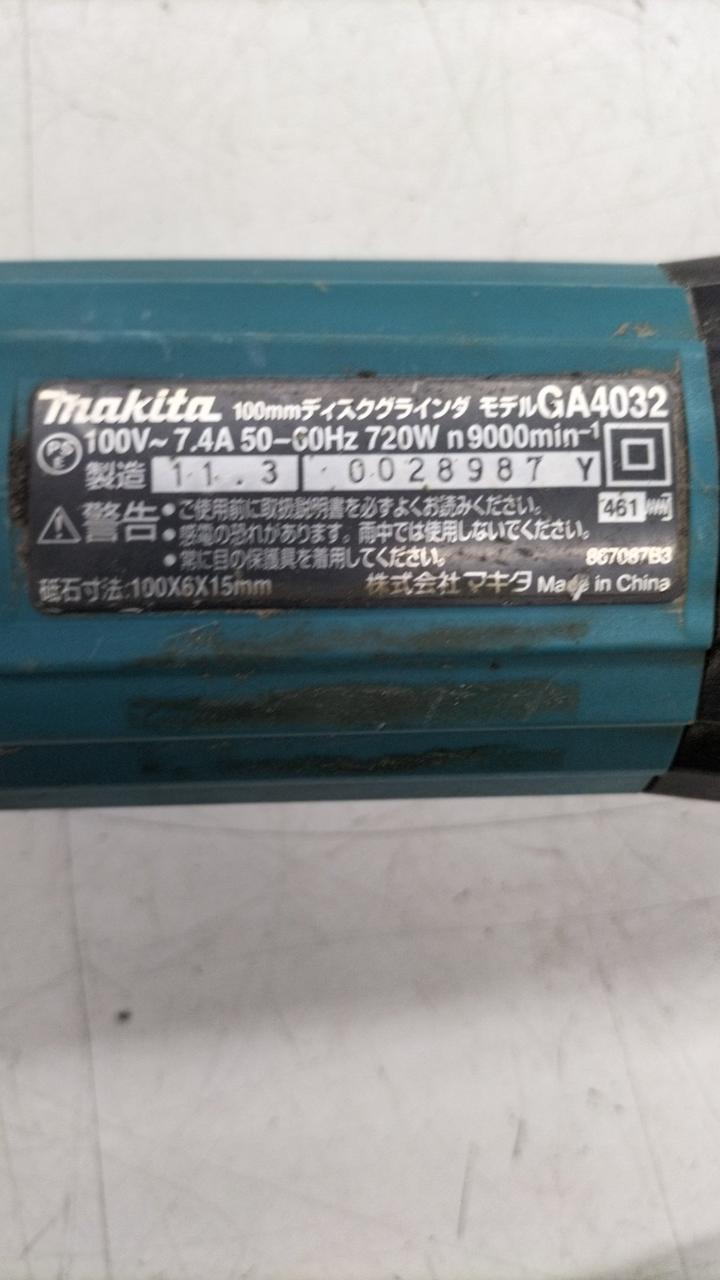 makita 100mmディスクグラインダ モデルGA4032
PSE 100V~ 7.4A 50-60Hz 720W n 9000min⁻¹
製造 11.3 0028987 Y
警告 •ご使用前に取扱説明書を必ずよくお読みください。 461
•感電の恐れがあります。雨中では使用しないでください。
•常に目の保護具を着用してください。 867087B3
砥石寸法:100X6X15mm 株式会社マキタ Made in China